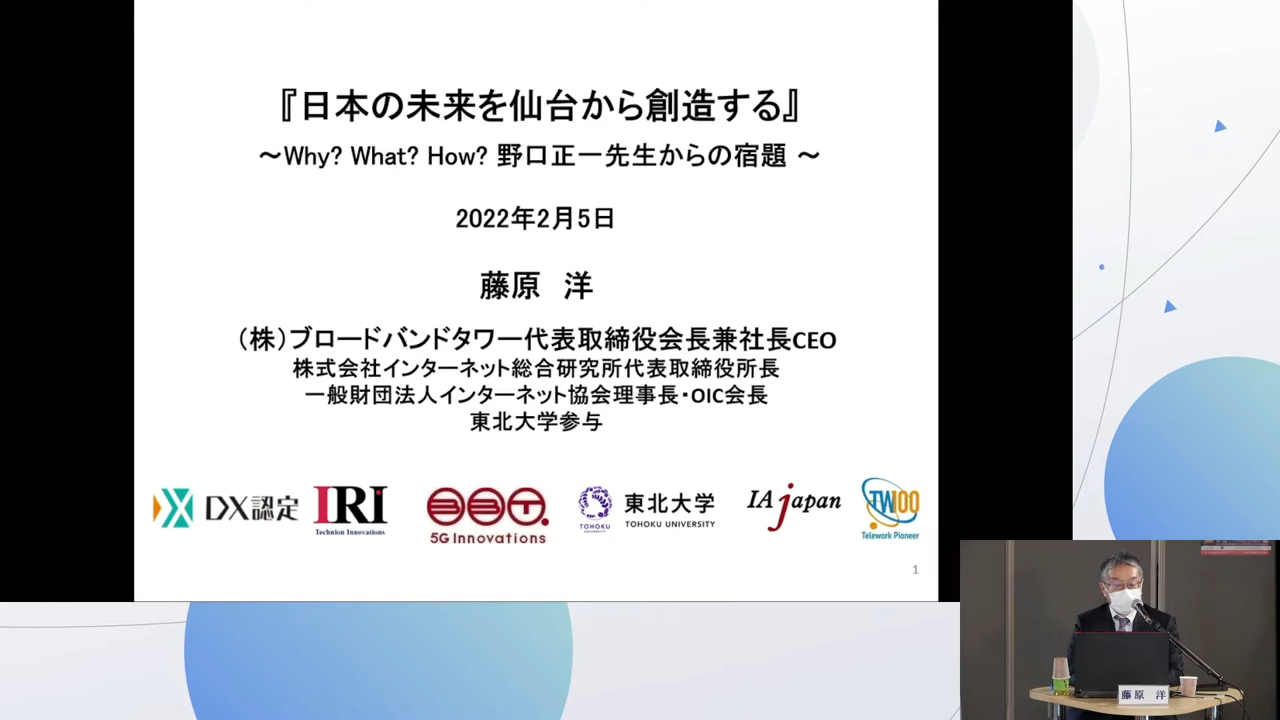 『日本の未来を仙台から創造する』
～Why? What? How? 野口正一先生からの宿題 ～
2022年2月5日
藤原　洋
（株）ブロードバンドタワー代表取締役会長兼社長CEO
株式会社インターネット総合研究所代表取締役所長
一般財団法人インターネット協会理事長・OIC会長
東北大学参与
DX認定
IRI
Technion Innovations
BBT.
5G Innovations
TOHOKU
UNIVERSITY
東北大学
TOHOKU UNIVERSITY
IAjapan
TW100
Telework Pioneer
1
藤原　洋